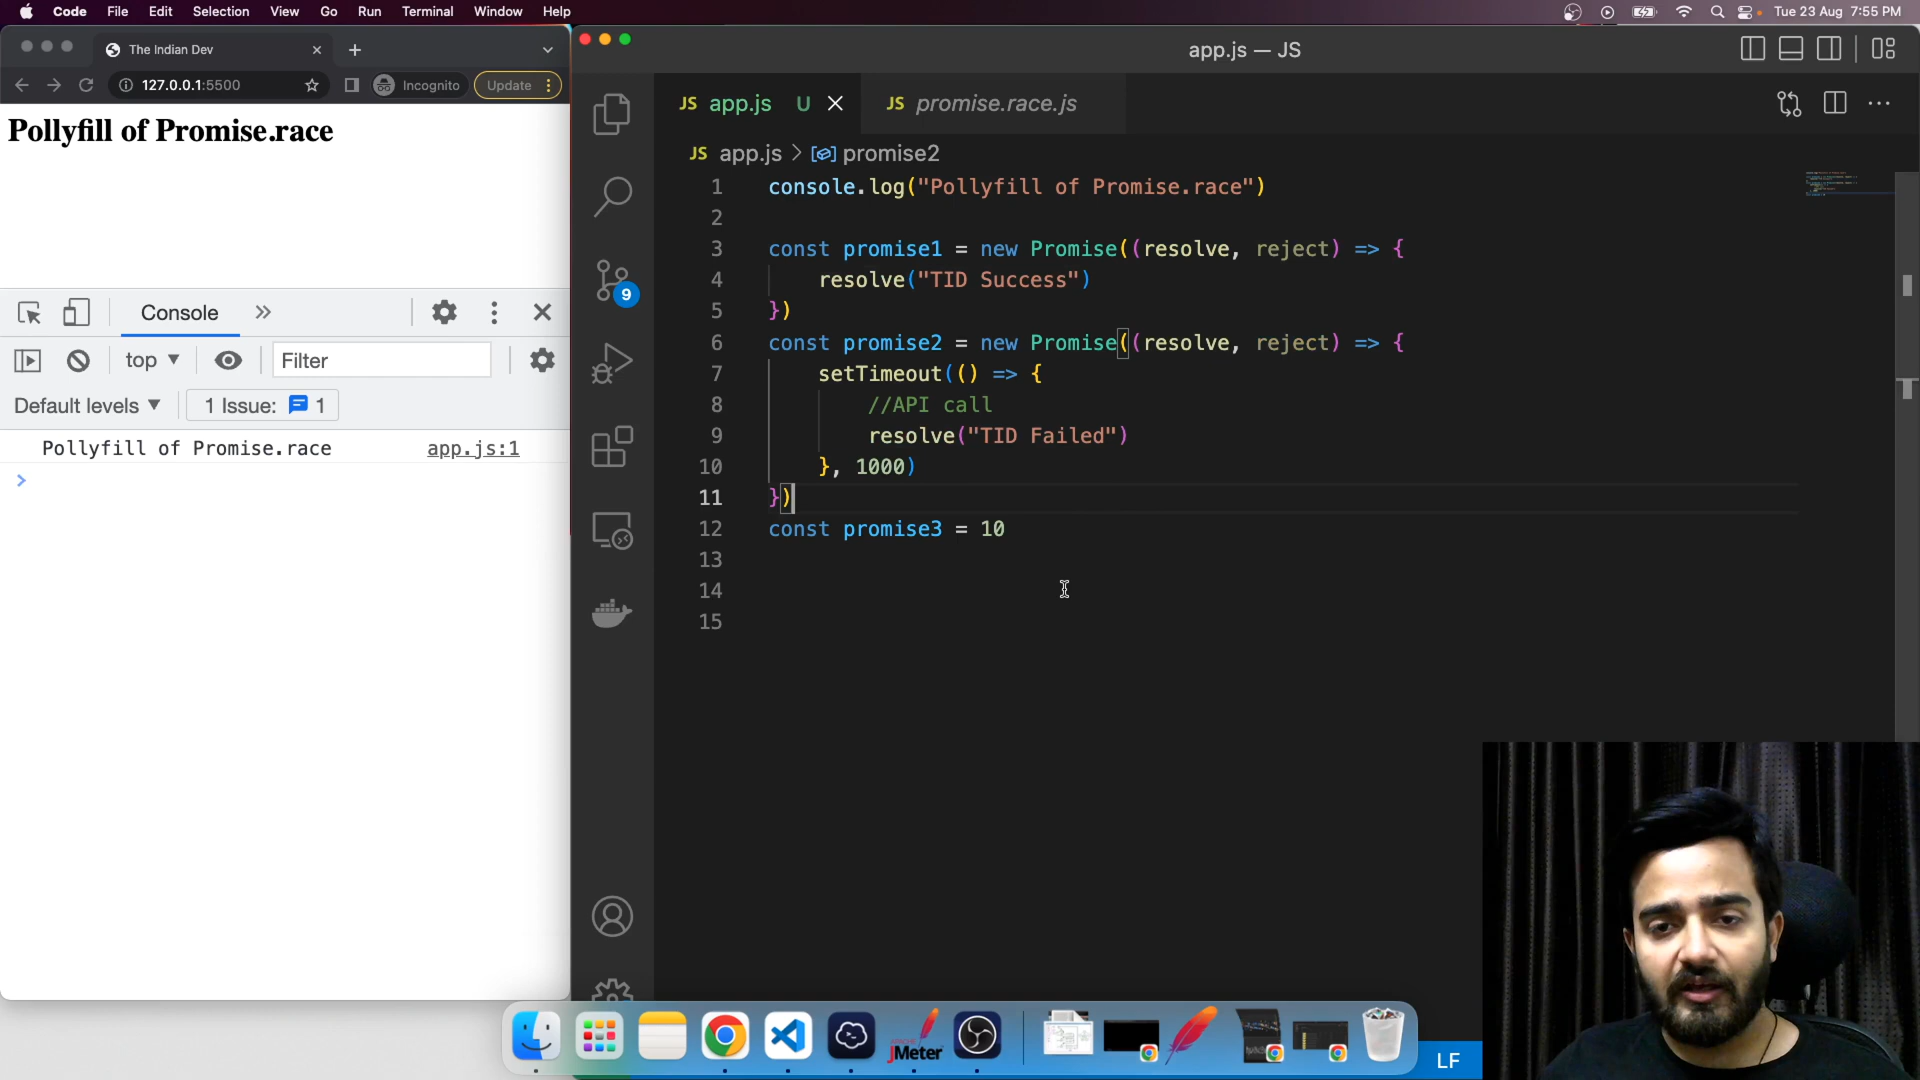 Code File Edit Selection View Go Run Terminal Window Help Tue 23 Aug 7:55 PM
The Indian Dev
127.0.0.1:5500 Incognito Update
Pollyfill of Promise.race
Console
top Filter
Default levels 1 Issue: 1
Pollyfill of Promise.race app.js:1
app.js — JS
JS app.js U JS promise.race.js
JS app.js > promise2
9
1 console.log("Pollyfill of Promise.race")
2
3 const promise1 = new Promise((resolve, reject) => {
4 resolve("TID Success")
5 })
6 const promise2 = new Promise((resolve, reject) => {
7 setTimeout(() => {
8 //API call
9 resolve("TID Failed")
10 }, 1000)
11 })
12 const promise3 = 10
13
14
15
JMeter
LF